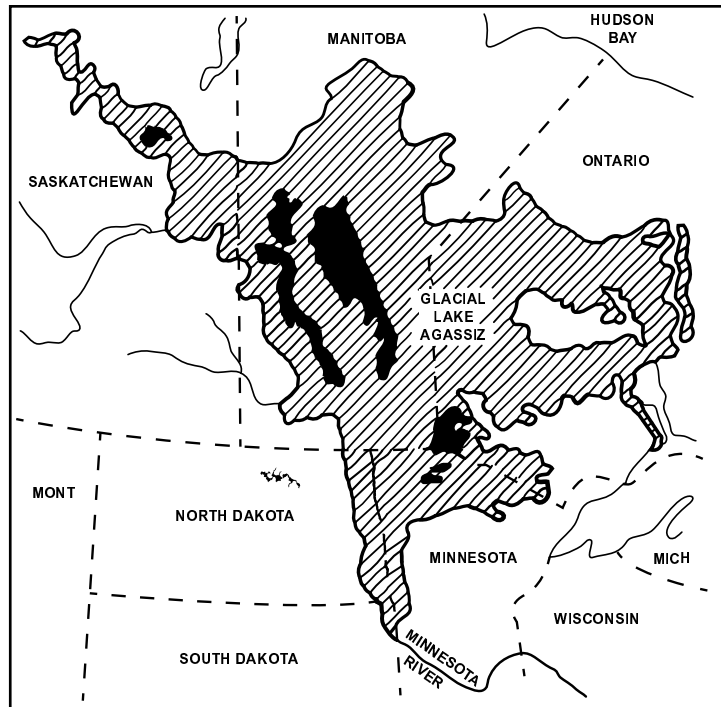 HUDSON
BAY
MANITOBA
ONTARIO
SASKATCHEWAN
GLACIAL
LAKE
AGASSIZ
MONT
NORTH DAKOTA
MINNESOTA
MICH
WISCONSIN
SOUTH DAKOTA
MINNESOTA
RIVER